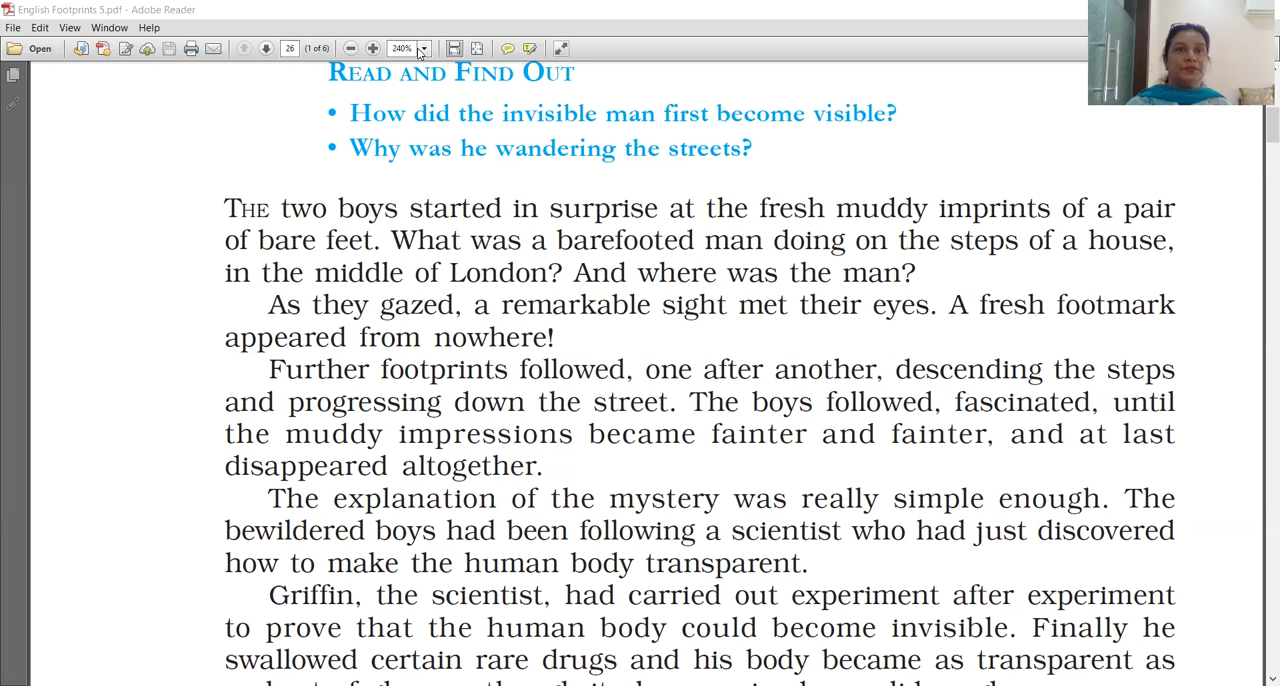 English Footprints 5.pdf - Adobe Reader
File Edit View Window Help
Open 26 (1 of 6) 240%
READ AND FIND OUT
• How did the invisible man first become visible?
• Why was he wandering the streets?
THE two boys started in surprise at the fresh muddy imprints of a pair
of bare feet. What was a barefooted man doing on the steps of a house,
in the middle of London? And where was the man?
As they gazed, a remarkable sight met their eyes. A fresh footmark
appeared from nowhere!
Further footprints followed, one after another, descending the steps
and progressing down the street. The boys followed, fascinated, until
the muddy impressions became fainter and fainter, and at last
disappeared altogether.
The explanation of the mystery was really simple enough. The
bewildered boys had been following a scientist who had just discovered
how to make the human body transparent.
Griffin, the scientist, had carried out experiment after experiment
to prove that the human body could become invisible. Finally he
swallowed certain rare drugs and his body became as transparent as